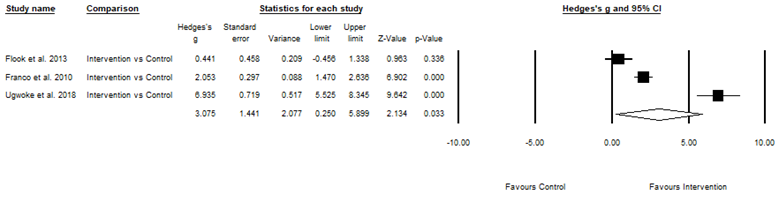 Study name Comparison Statistics for each study Hedges's g and 95% CI
Hedges's g Standard error Variance Lower limit Upper limit Z-Value p-Value
Flook et al. 2013 Intervention vs Control 0.441 0.458 0.209 -0.456 1.338 0.963 0.336
Franco et al. 2010 Intervention vs Control 2.053 0.297 0.088 1.470 2.636 6.902 0.000
Ugwoke et al. 2018 Intervention vs Control 6.935 0.719 0.517 5.525 8.345 9.642 0.000
3.075 1.441 2.077 0.250 5.899 2.134 0.033
-10.00 -5.00 0.00 5.00 10.00
Favours Control Favours Intervention